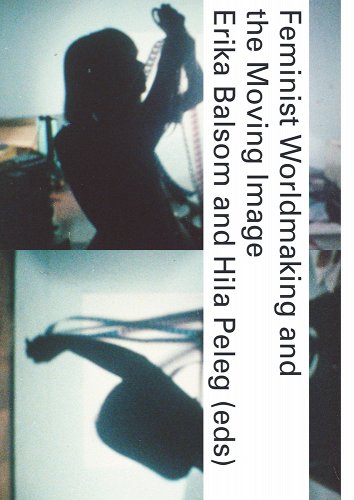 Feminist Worldmaking and
the Moving Image
Erika Balsom and Hila Peleg (eds)